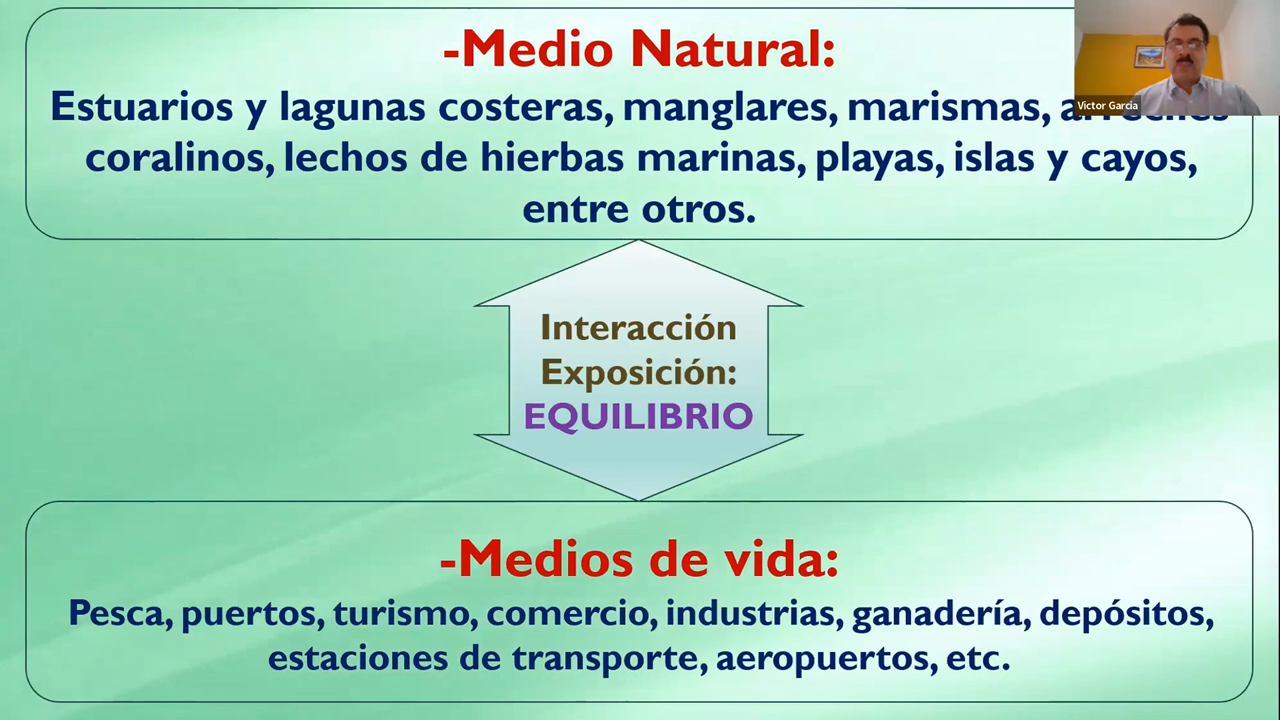 -Medio Natural:
Estuarios y lagunas costeras, manglares, marismas,
coralinos, lechos de hierbas marinas, playas, islas y cayos,
entre otros.
Victor García
Interacción
Exposición:
EQUILIBRIO
-Medios de vida:
Pesca, puertos, turismo, comercio, industrias, ganadería, depósitos,
estaciones de transporte, aeropuertos, etc.